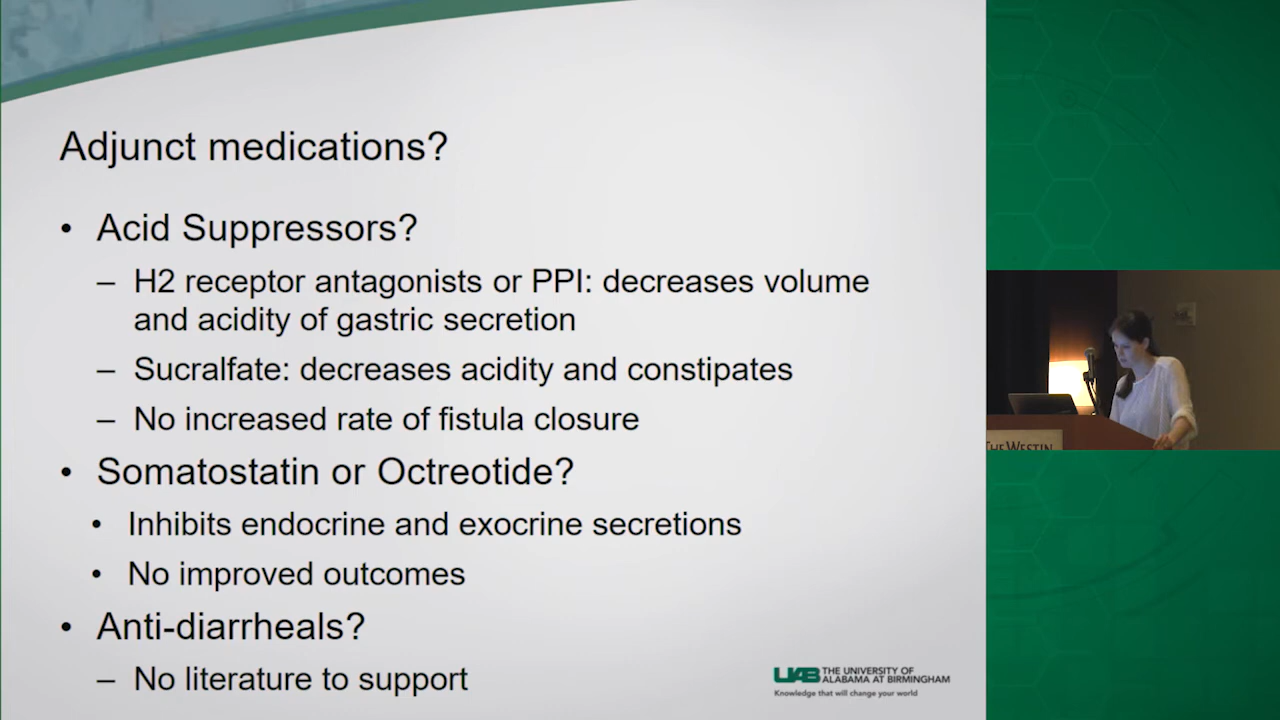 Adjunct medications?
• Acid Suppressors?
– H2 receptor antagonists or PPI: decreases volume
and acidity of gastric secretion
– Sucralfate: decreases acidity and constipates
– No increased rate of fistula closure
• Somatostatin or Octreotide?
• Inhibits endocrine and exocrine secretions
• No improved outcomes
• Anti-diarrheals?
– No literature to support
UAB THE UNIVERSITY OF
ALABAMA AT BIRMINGHAM
Knowledge that will change your world
THE WESTIN